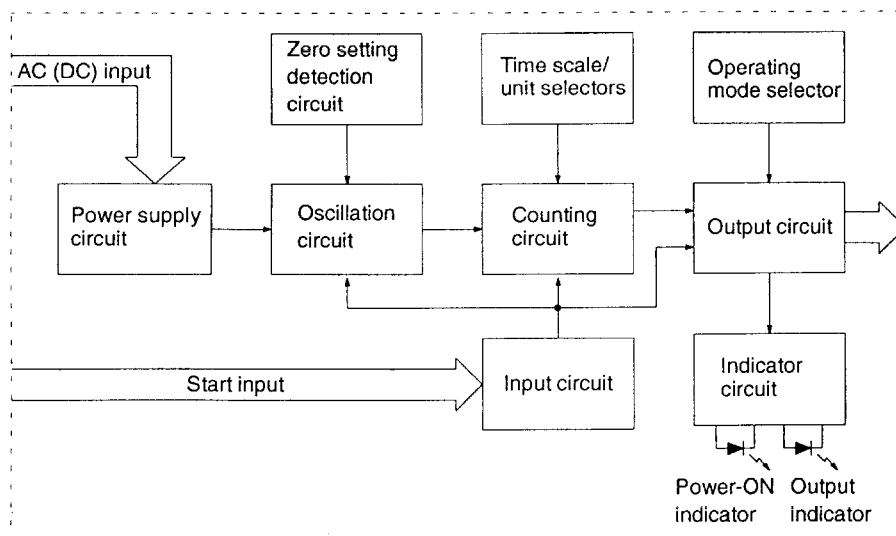 AC (DC) input
Zero setting
detection
circuit
Time scale/
unit selectors
Operating
mode selector
Power supply
circuit
Oscillation
circuit
Counting
circuit
Output circuit
Start input
Input circuit
Indicator
circuit
Power-ON
indicator
Output
indicator